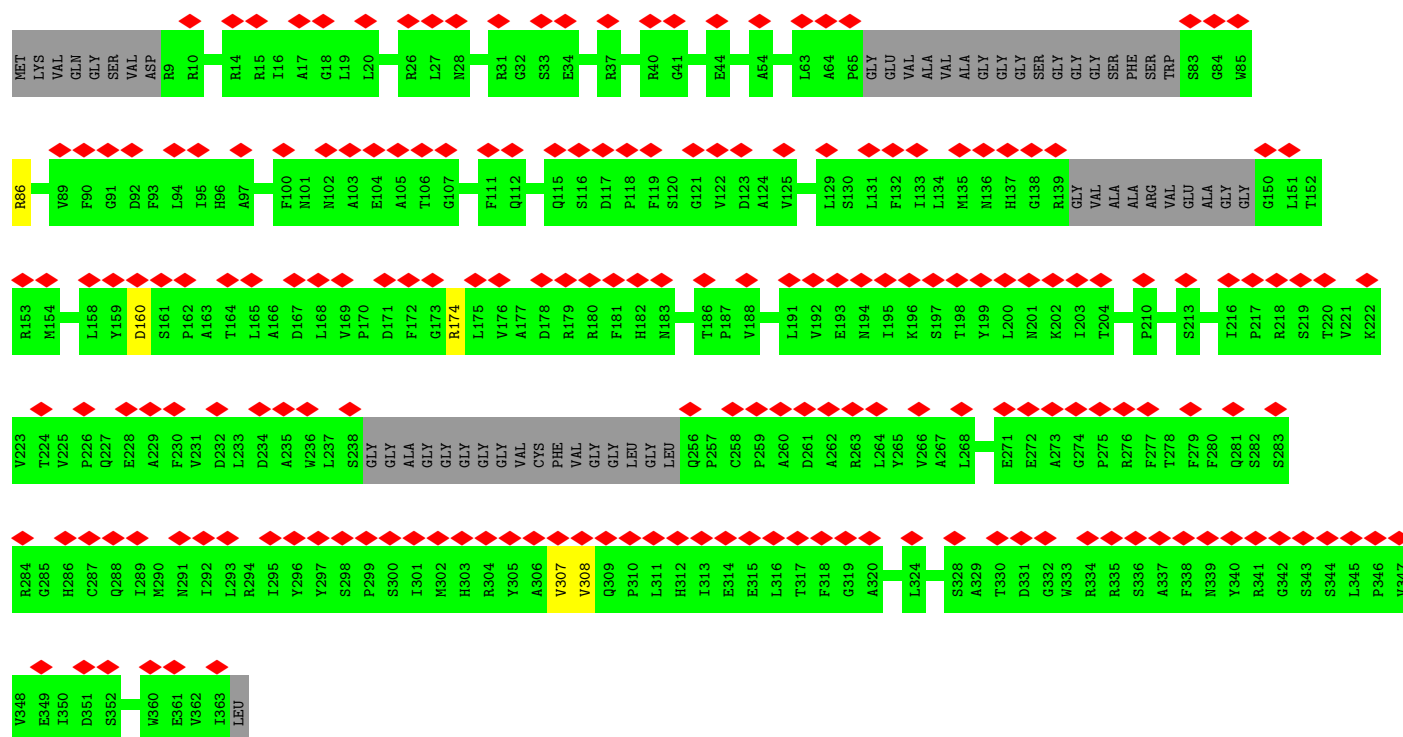 MET LYS VAL GLN GLY SER VAL ASP R9 R10 R14 R15 I16 A17 G18 L19 L20 R26 L27 N28 R31 G32 S33 E34 R37 R40 G41 E44 A54 L63 A64 P65 GLY GLU VAL ALA VAL ALA GLY GLY GLY SER GLY GLY GLY SER PHE SER TRP S83 G84 W85
R86 V89 F90 G91 D92 F93 L94 I95 H96 A97 F100 N101 N102 A103 E104 A105 T106 G107 F111 Q112 Q115 S116 D117 P118 F119 S120 G121 V122 D123 A124 V125 L129 S130 L131 F132 I133 L134 M135 N136 H137 G138 R139 GLY VAL ALA ALA ARG VAL GLU ALA GLY GLY G150 L151 T152
R153 M154 L158 Y159 D160 S161 P162 A163 T164 L165 A166 D167 L168 V169 P170 D171 F172 G173 R174 L175 V176 A177 D178 R179 R180 F181 H182 N183 T186 P187 V188 L191 V192 E193 N194 I195 K196 S197 T198 Y199 L200 N201 K202 I203 T204 P210 S213 I216 P217 R218 S219 T220 V221 K222
V223 T224 V225 P226 Q227 E228 A229 F230 V231 D232 L233 D234 A235 W236 L237 S238 GLY GLY ALA GLY GLY GLY GLY GLY VAL CYS PHE VAL GLY GLY LEU GLY LEU Q256 P257 C258 P259 A260 D261 A262 R263 L264 Y265 V266 A267 L268 E271 E272 A273 G274 P275 R276 F277 T278 F279 F280 Q281 S282 S283
R284 G285 H286 C287 Q288 I289 M290 N291 I292 L293 R294 I295 Y296 Y297 S298 P299 S300 I301 M302 H303 R304 Y305 A306 V307 V308 Q309 P310 L311 H312 I313 E314 E315 L316 T317 F318 G319 A320 L324 S328 A329 T330 D331 G332 W333 R334 R335 S336 A337 F338 N339 Y340 R341 G342 S343 S344 L345 P346 V347
V348 E349 I350 D351 S352 W360 E361 V362 I363 LEU